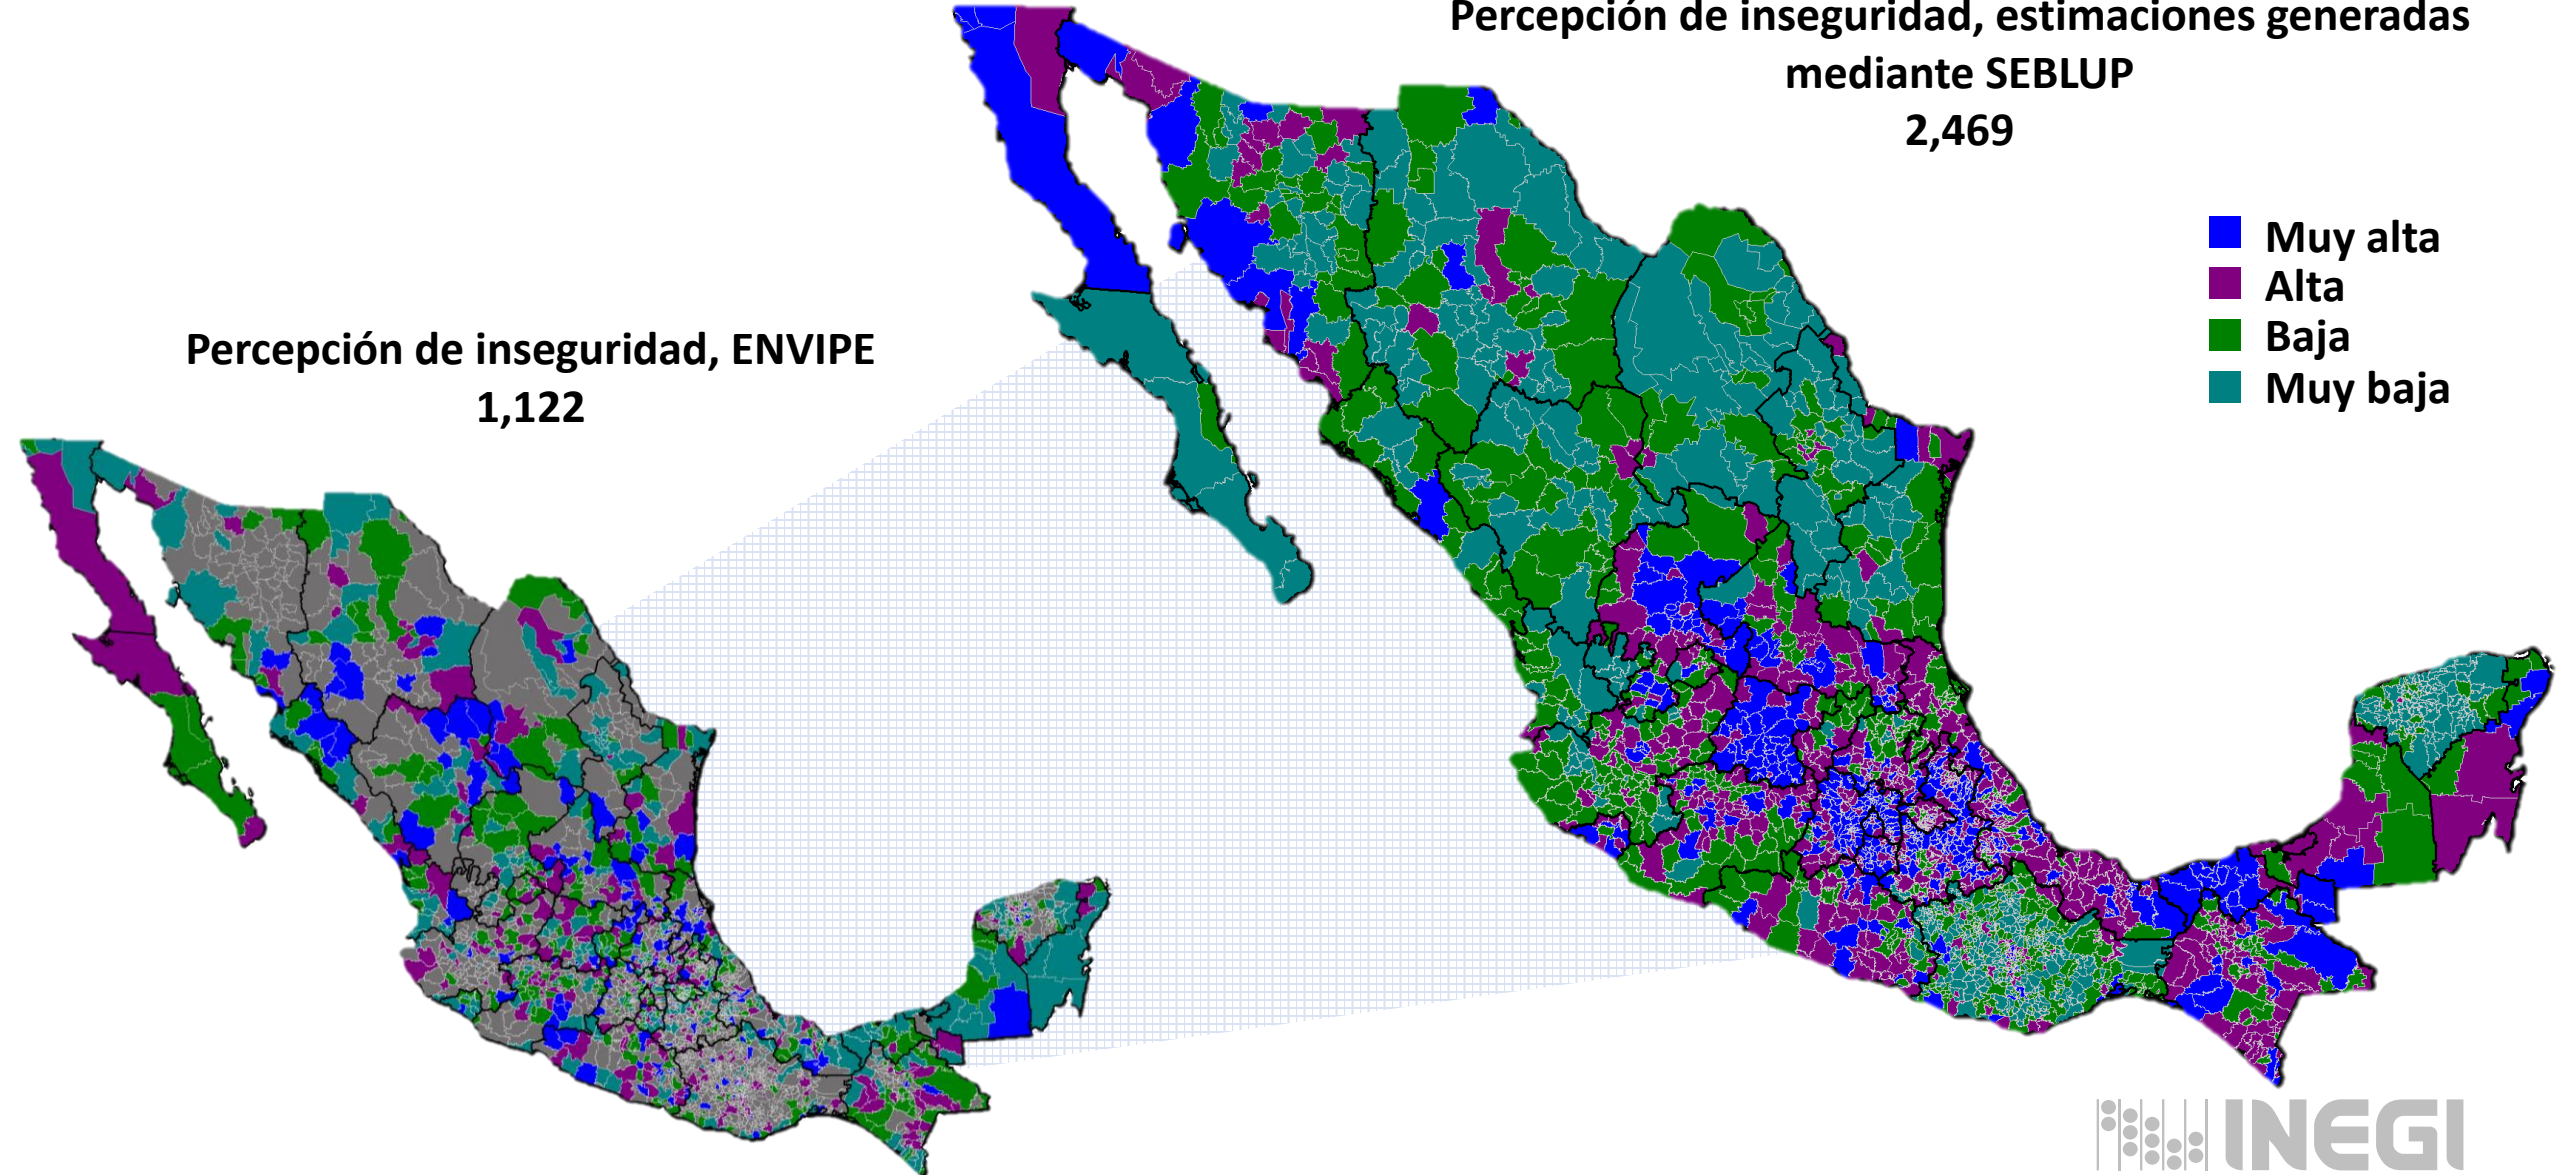 Percepción de inseguridad, estimaciones generadas
mediante SEBLUP
2,469
Muy alta
Alta
Baja
Muy baja
Percepción de inseguridad, ENVIPE
1,122
INEGI